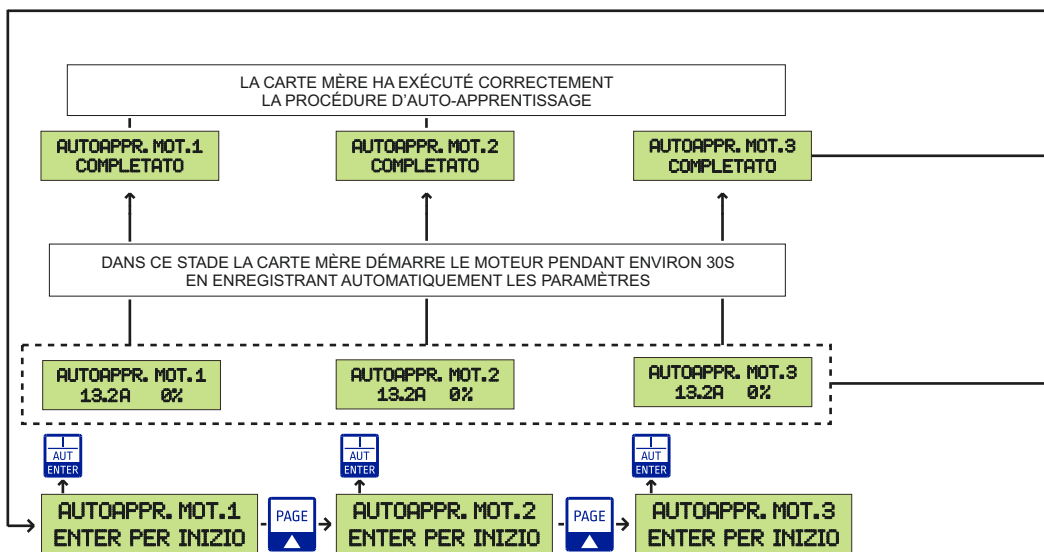 LA CARTE MÈRE HA EXÉCUTÉ CORRECTEMENT
LA PROCÉDURE D'AUTO-APPRENTISSAGE
AUTOAPPR. MOT.1
COMPLETATO
AUTOAPPR. MOT.2
COMPLETATO
AUTOAPPR. MOT.3
COMPLETATO
DANS CE STADE LA CARTE MÈRE DÉMARRE LE MOTEUR PENDANT ENVIRON 30S
EN ENREGISTRANT AUTOMATIQUEMENT LES PARAMÈTRES
AUTOAPPR. MOT.1
13.2A 0%
AUTOAPPR. MOT.2
13.2A 0%
AUTOAPPR. MOT.3
13.2A 0%
AUT
ENTER
AUT
ENTER
AUT
ENTER
AUTOAPPR. MOT.1
ENTER PER INIZIO
PAGE
AUTOAPPR. MOT.2
ENTER PER INIZIO
PAGE
AUTOAPPR. MOT.3
ENTER PER INIZIO